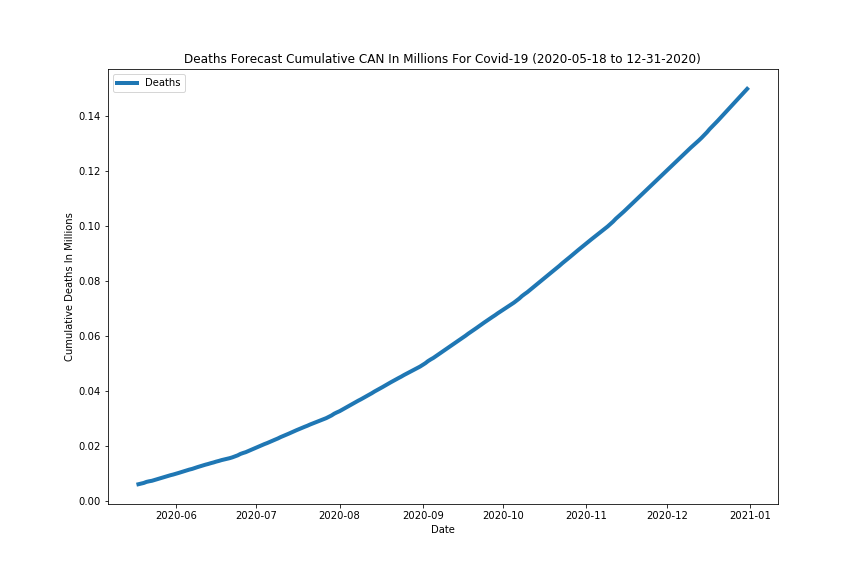 Deaths Forecast Cumulative CAN In Millions For Covid-19 (2020-05-18 to 12-31-2020)
Deaths
0.14
0.12
0.10
0.08
0.06
0.04
0.02
0.00
Cumulative Deaths In Millions
2020-06 2020-07 2020-08 2020-09 2020-10 2020-11 2020-12 2021-01
Date